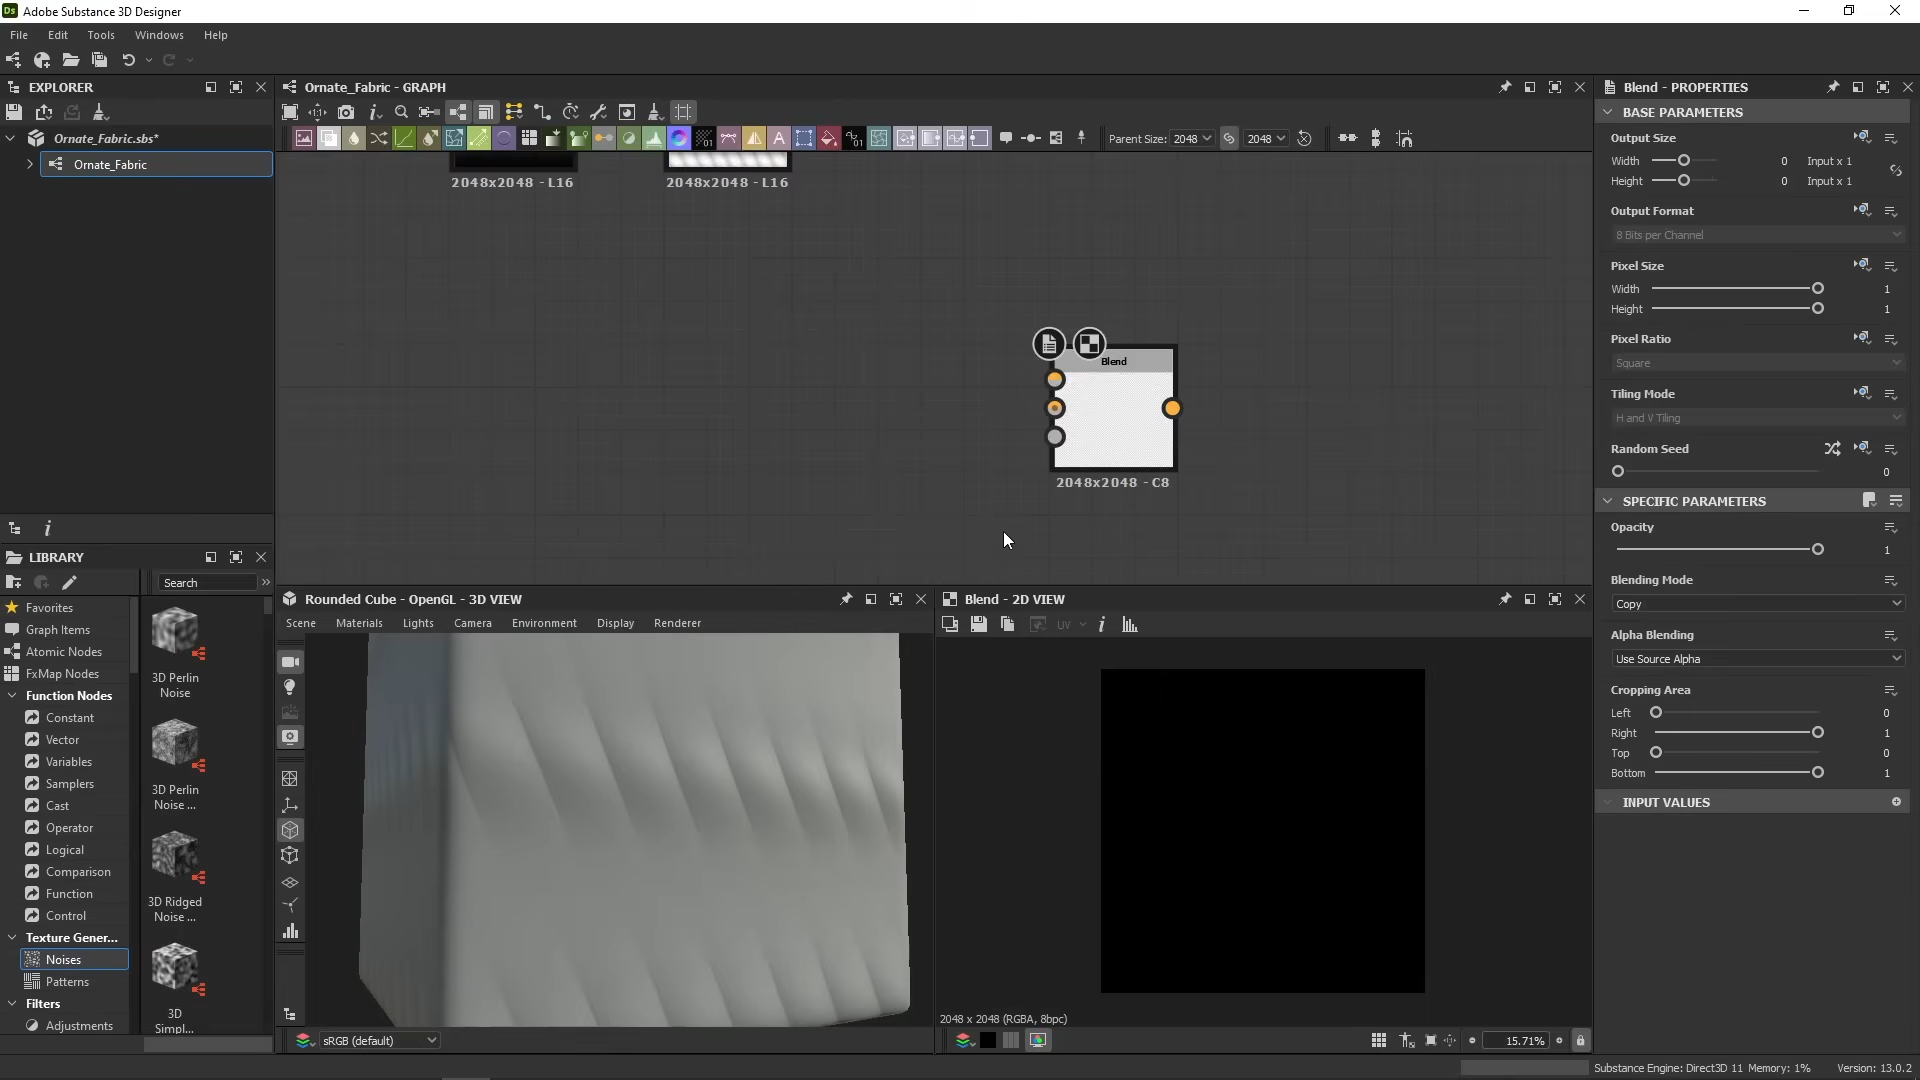 Ds Adobe Substance 3D Designer
File Edit Tools Windows Help
EXPLORER
Ornate_Fabric.sbs*
Ornate_Fabric
LIBRARY
Search
Favorites
Graph Items
Atomic Nodes
FxMap Nodes
Function Nodes
Constant
Vector
Variables
Samplers
Cast
Operator
Logical
Comparison
Function
Control
Texture Gener...
Noises
Patterns
Filters
Adjustments
3D Perlin
Noise
3D Perlin
Noise ...
3D Ridged
Noise ...
3D
Simpl...
Ornate_Fabric - GRAPH
Parent Size: 2048 2048
2048x2048 - L16
2048x2048 - L16
Blend
2048x2048 - C8
Rounded Cube - OpenGL - 3D VIEW
Scene Materials Lights Camera Environment Display Renderer
sRGB (default)
Blend - 2D VIEW
UV
2048 x 2048 (RGBA, 8bpc)
15.71%
Blend - PROPERTIES
BASE PARAMETERS
Output Size
Width 0 Input x 1
Height 0 Input x 1
Output Format
8 Bits per Channel
Pixel Size
Width 1
Height 1
Pixel Ratio
Square
Tiling Mode
H and V Tiling
Random Seed
0
SPECIFIC PARAMETERS
Opacity
1
Blending Mode
Copy
Alpha Blending
Use Source Alpha
Cropping Area
Left 0
Right 1
Top 0
Bottom 1
INPUT VALUES
Substance Engine: Direct3D 11 Memory: 1% Version: 13.0.2